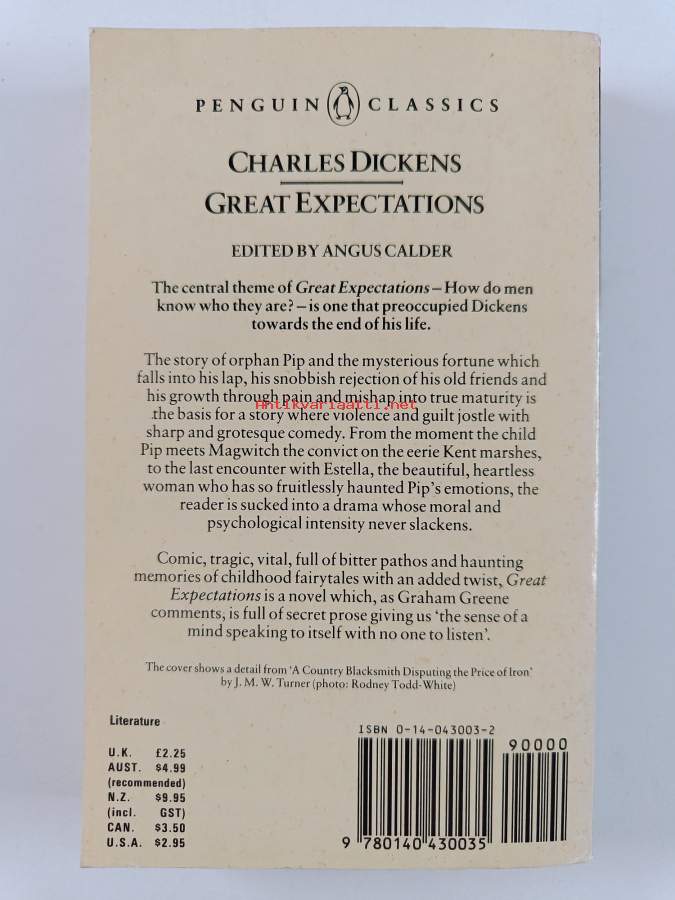 PENGUIN CLASSICS
CHARLES DICKENS
GREAT EXPECTATIONS
EDITED BY ANGUS CALDER
The central theme of Great Expectations – How do men
know who they are? – is one that preoccupied Dickens
towards the end of his life.
The story of orphan Pip and the mysterious fortune which
falls into his lap, his snobbish rejection of his old friends and
his growth through pain and mishap into true maturity is
antikvariaatti.net
the basis for a story where violence and guilt jostle with
sharp and grotesque comedy. From the moment the child
Pip meets Magwitch the convict on the eerie Kent marshes,
to the last encounter with Estella, the beautiful, heartless
woman who has so fruitlessly haunted Pip's emotions, the
reader is sucked into a drama whose moral and
psychological intensity never slackens.
Comic, tragic, vital, full of bitter pathos and haunting
memories of childhood fairytales with an added twist, Great
Expectations is a novel which, as Graham Greene
comments, is full of secret prose giving us 'the sense of a
mind speaking to itself with no one to listen'.
The cover shows a detail from 'A Country Blacksmith Disputing the Price of Iron'
by J. M. W. Turner (photo: Rodney Todd-White)
Literature
U.K. £2.25
AUST. $4.99
(recommended)
N.Z. $9.95
(incl. GST)
CAN. $3.50
U.S.A. $2.95
ISBN 0-14-043003-2
90000
9 780140 430035